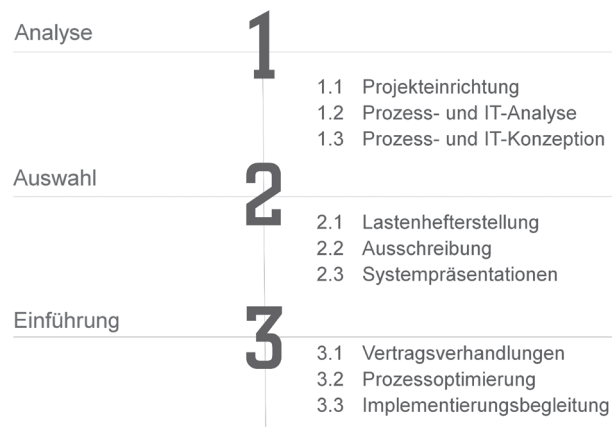 Analyse
1
1.1 Projekteinrichtung
1.2 Prozess- und IT-Analyse
1.3 Prozess- und IT-Konzeption
Auswahl
2
2.1 Lastenhefterstellung
2.2 Ausschreibung
2.3 Systempräsentationen
Einführung
3
3.1 Vertragsverhandlungen
3.2 Prozessoptimierung
3.3 Implementierungsbegleitung